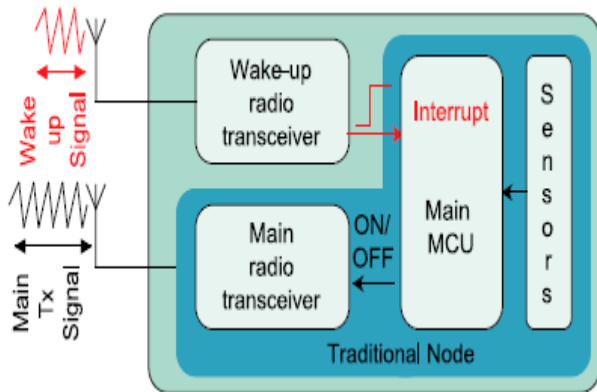 Wake
up
Signal
Main
Tx
Signal
Wake-up
radio
transceiver
Main
radio
transceiver
ON/
OFF
Interrupt
Main
MCU
Sensors
Traditional Node